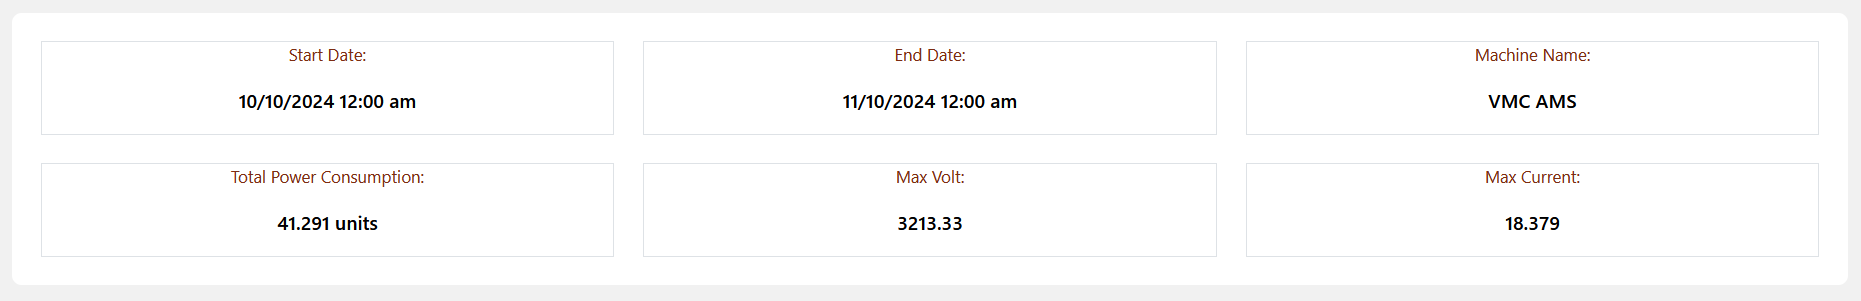 Start Date:
10/10/2024 12:00 am
End Date:
11/10/2024 12:00 am
Machine Name:
VMC AMS
Total Power Consumption:
41.291 units
Max Volt:
3213.33
Max Current:
18.379